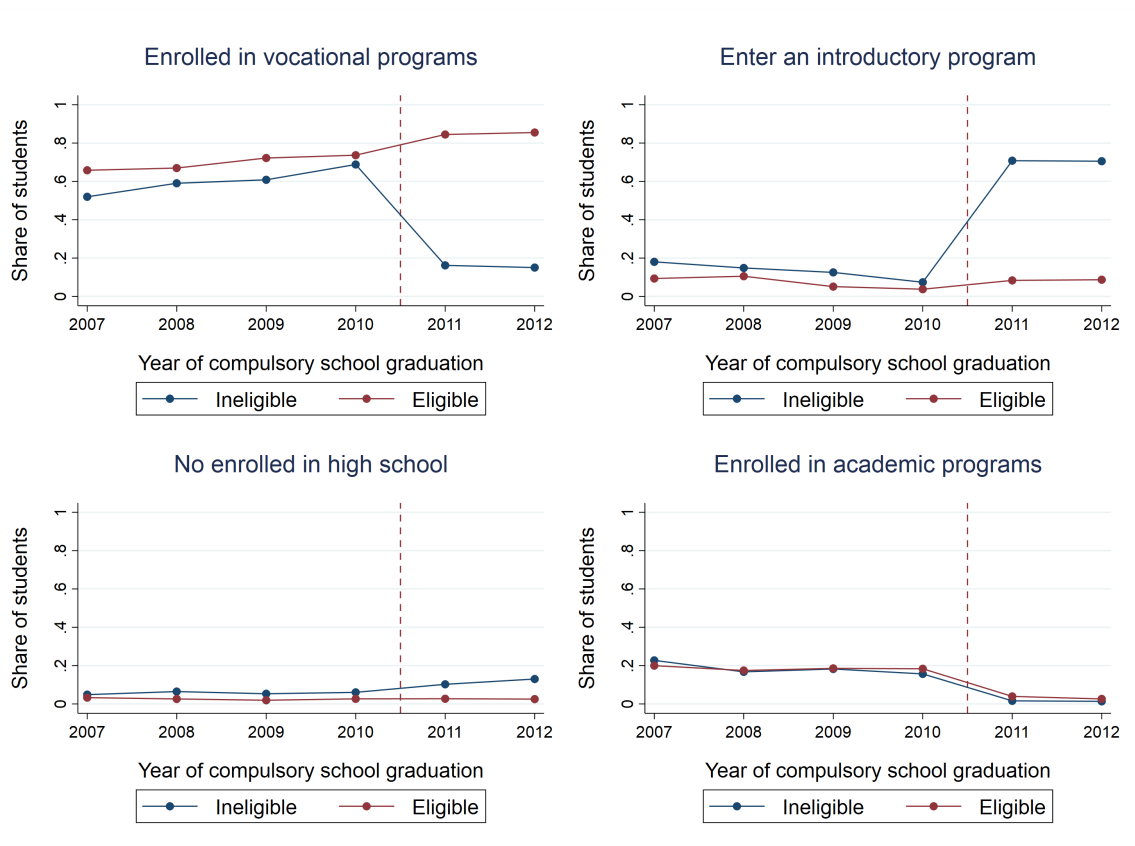 Enrolled in vocational programs
Share of students
1
.8
.6
.4
.2
0
2007 2008 2009 2010 2011 2012
Year of compulsory school graduation
Ineligible Eligible
Enter an introductory program
Share of students
1
.8
.6
.4
.2
0
2007 2008 2009 2010 2011 2012
Year of compulsory school graduation
Ineligible Eligible
No enrolled in high school
Share of students
1
.8
.6
.4
.2
0
2007 2008 2009 2010 2011 2012
Year of compulsory school graduation
Ineligible Eligible
Enrolled in academic programs
Share of students
1
.8
.6
.4
.2
0
2007 2008 2009 2010 2011 2012
Year of compulsory school graduation
Ineligible Eligible